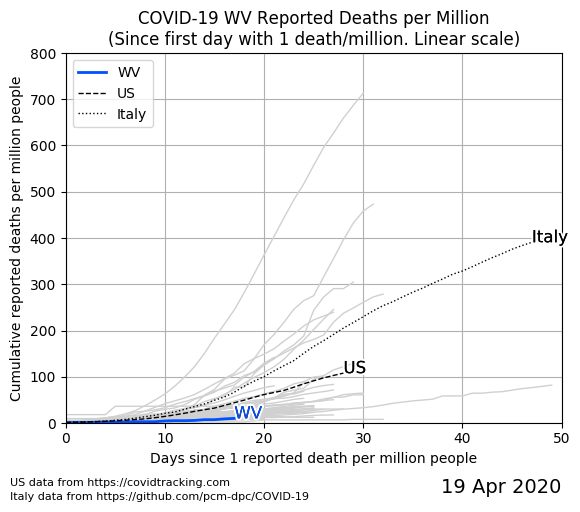 COVID-19 WV Reported Deaths per Million
(Since first day with 1 death/million. Linear scale)
Cumulative reported deaths per million people
800
700
600
500
400
300
200
100
0
WV
US
Italy
Italy
US
WV
0
10
20
30
40
50
Days since 1 reported death per million people
US data from https://covidtracking.com
Italy data from https://github.com/pcm-dpc/COVID-19
19 Apr 2020